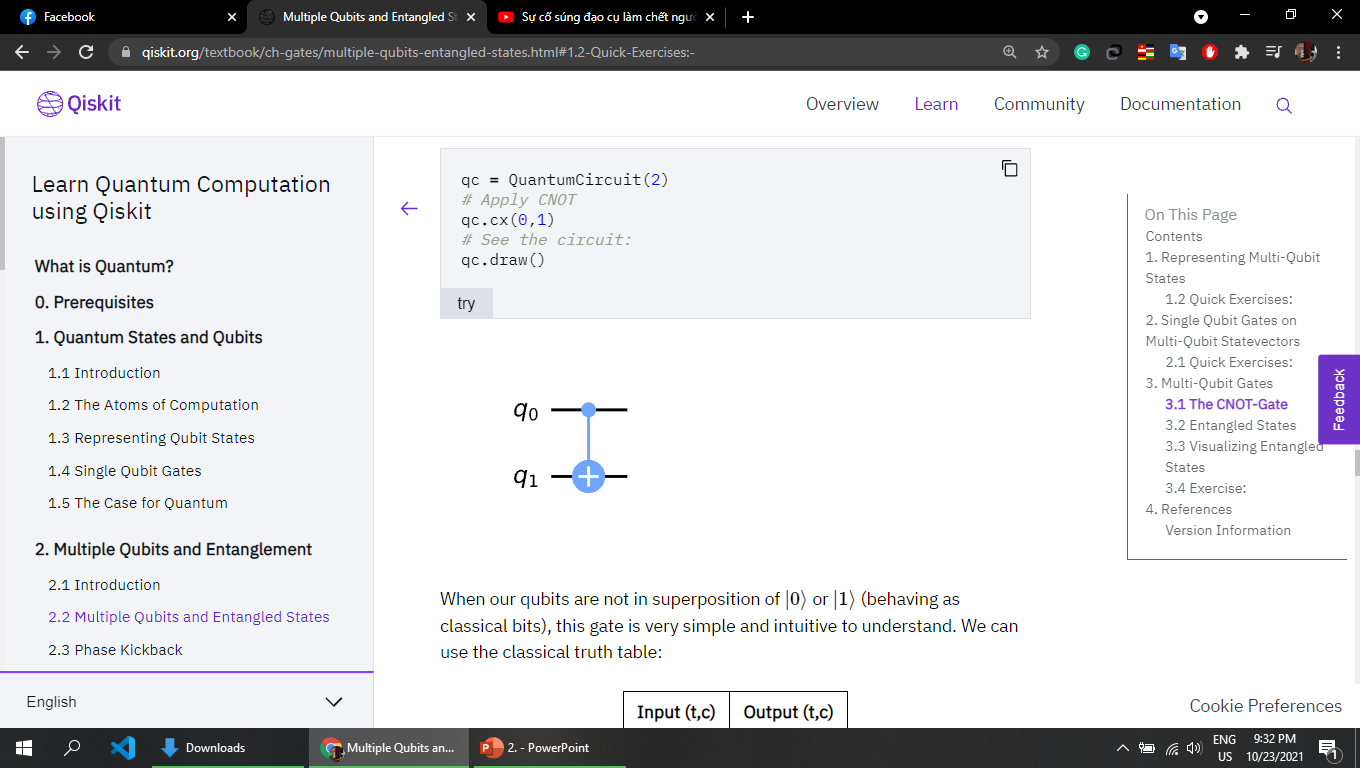 Facebook
Multiple Qubits and Entangled St
Sự cố súng đạo cụ làm chết ngườ
qiskit.org/textbook/ch-gates/multiple-qubits-entangled-states.html#1.2-Quick-Exercises:-
Qiskit
Overview
Learn
Community
Documentation
Learn Quantum Computation
using Qiskit
What is Quantum?
0. Prerequisites
1. Quantum States and Qubits
1.1 Introduction
1.2 The Atoms of Computation
1.3 Representing Qubit States
1.4 Single Qubit Gates
1.5 The Case for Quantum
2. Multiple Qubits and Entanglement
2.1 Introduction
2.2 Multiple Qubits and Entangled States
2.3 Phase Kickback
English
qc = QuantumCircuit(2)
# Apply CNOT
qc.cx(0,1)
# See the circuit:
qc.draw()
try
q0
q1
When our qubits are not in superposition of |0⟩ or |1⟩ (behaving as
classical bits), this gate is very simple and intuitive to understand. We can
use the classical truth table:
Input (t,c)
Output (t,c)
On This Page
Contents
1. Representing Multi-Qubit
States
1.2 Quick Exercises:
2. Single Qubit Gates on
Multi-Qubit Statevectors
2.1 Quick Exercises:
3. Multi-Qubit Gates
3.1 The CNOT-Gate
3.2 Entangled States
3.3 Visualizing Entangled
States
3.4 Exercise:
4. References
Version Information
Feedback
Cookie Preferences
Downloads
Multiple Qubits an...
2. - PowerPoint
ENG
US
9:32 PM
10/23/2021
1